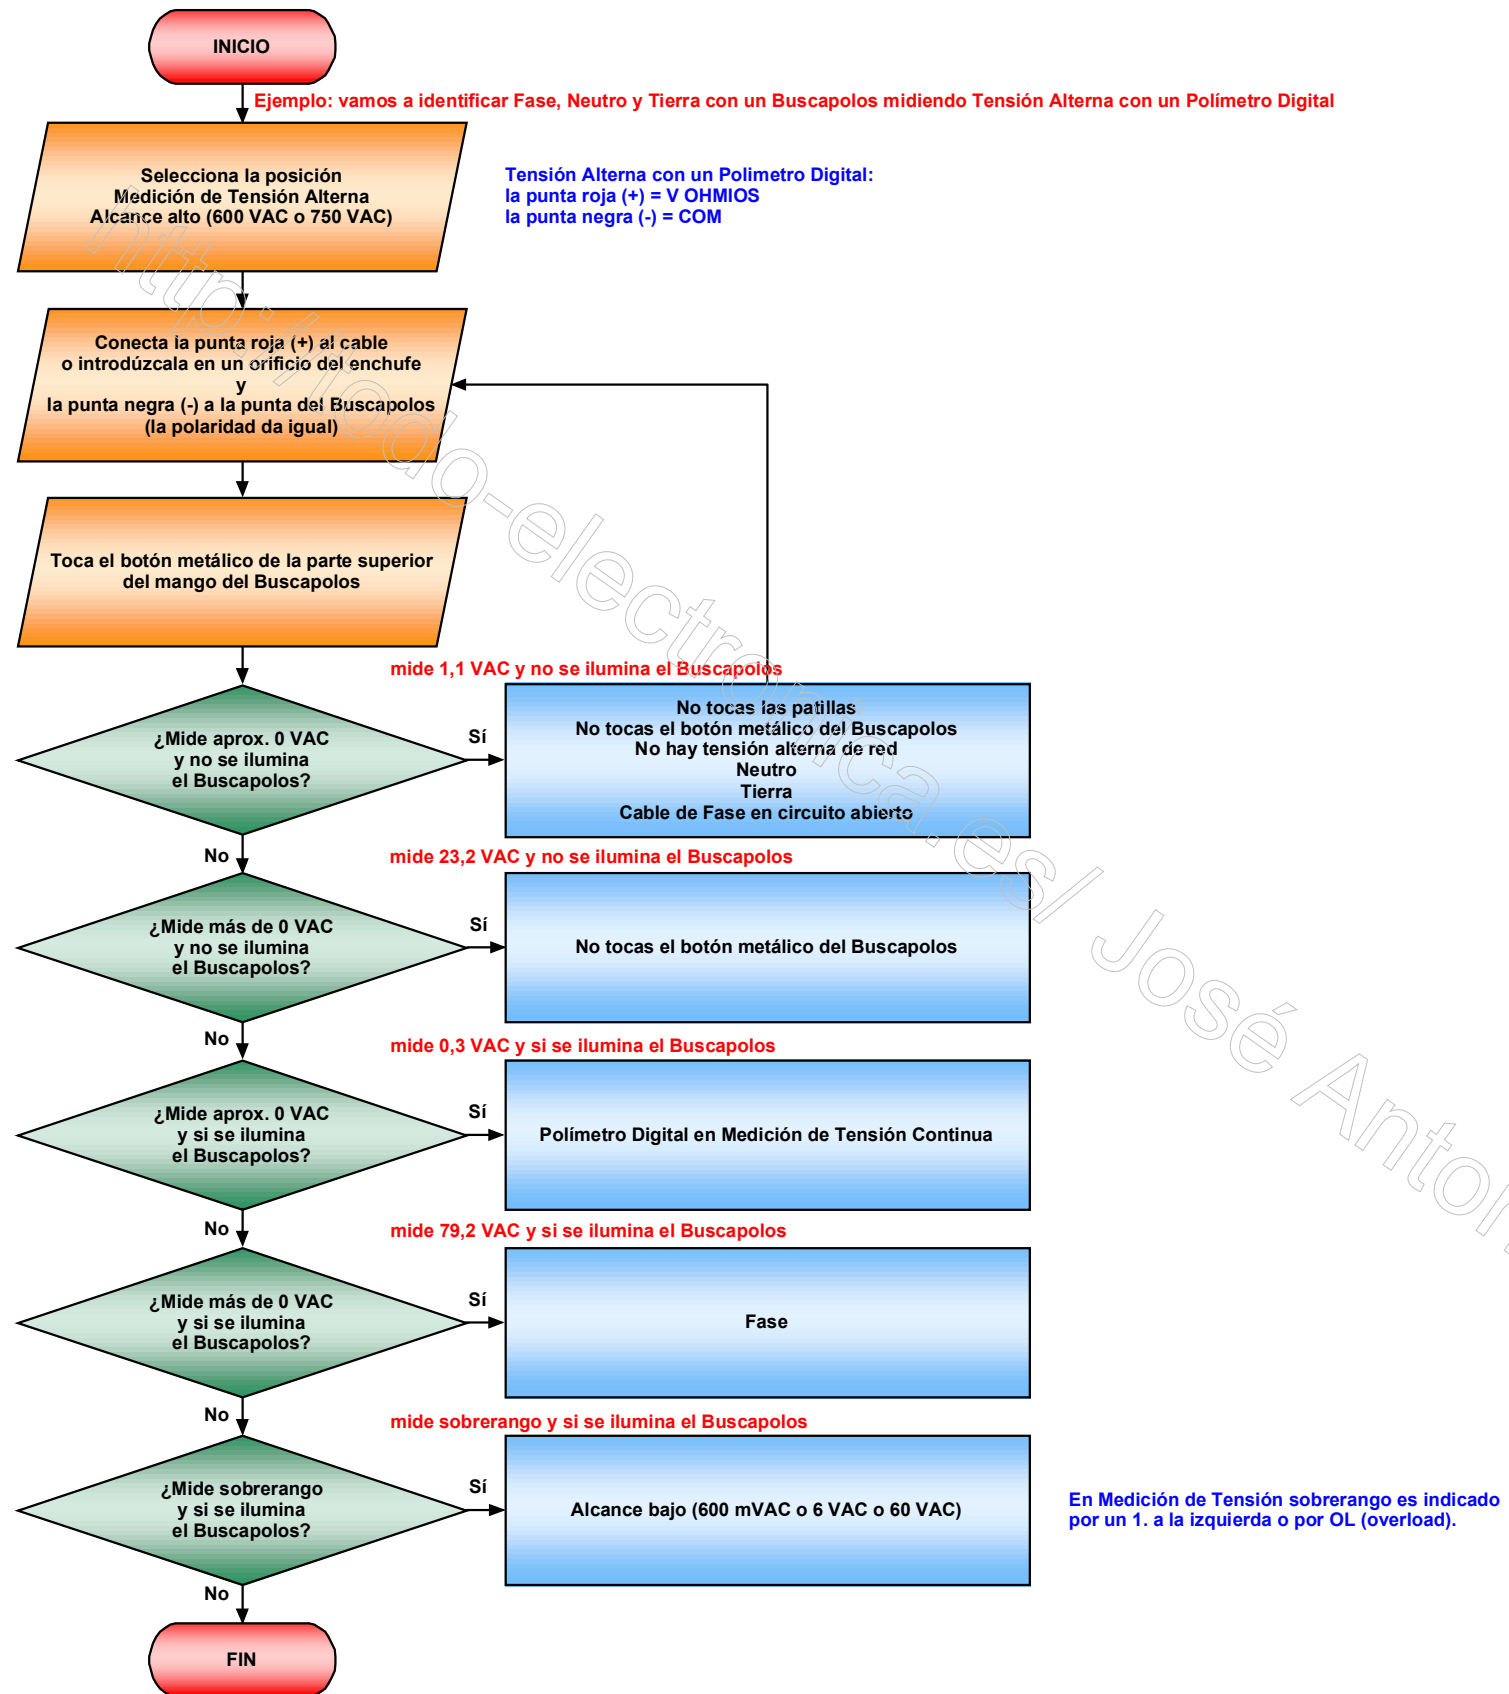 INICIO
Ejemplo: vamos a identificar Fase, Neutro y Tierra con un Buscapolos midiendo Tensión Alterna con un Polímetro Digital
Selecciona la posición
Medición de Tensión Alterna
Alcance alto (600 VAC o 750 VAC)
Tensión Alterna con un Polimetro Digital:
la punta roja (+) = V OHMIOS
la punta negra (-) = COM
Conecta la punta roja (+) al cable
o introdúzcala en un orificio del enchufe
y
la punta negra (-) a la punta del Buscapolos
(la polaridad da igual)
Toca el botón metálico de la parte superior
del mango del Buscapolos
mide 1,1 VAC y no se ilumina el Buscapolos
¿Mide aprox. 0 VAC
y no se ilumina
el Buscapolos?
Sí
No tocas las patillas
No tocas el botón metálico del Buscapolos
No hay tensión alterna de red
Neutro
Tierra
Cable de Fase en circuito abierto
No
mide 23,2 VAC y no se ilumina el Buscapolos
¿Mide más de 0 VAC
y no se ilumina
el Buscapolos?
Sí
No tocas el botón metálico del Buscapolos
No
mide 0,3 VAC y si se ilumina el Buscapolos
¿Mide aprox. 0 VAC
y si se ilumina
el Buscapolos?
Sí
Polímetro Digital en Medición de Tensión Continua
No
mide 79,2 VAC y si se ilumina el Buscapolos
¿Mide más de 0 VAC
y si se ilumina
el Buscapolos?
Sí
Fase
No
mide sobrerango y si se ilumina el Buscapolos
¿Mide sobrerango
y si se ilumina
el Buscapolos?
Sí
Alcance bajo (600 mVAC o 6 VAC o 60 VAC)
En Medición de Tensión sobrerango es indicado
por un 1. a la izquierda o por OL (overload).
No
FIN
http://todo-electronica.es/ José